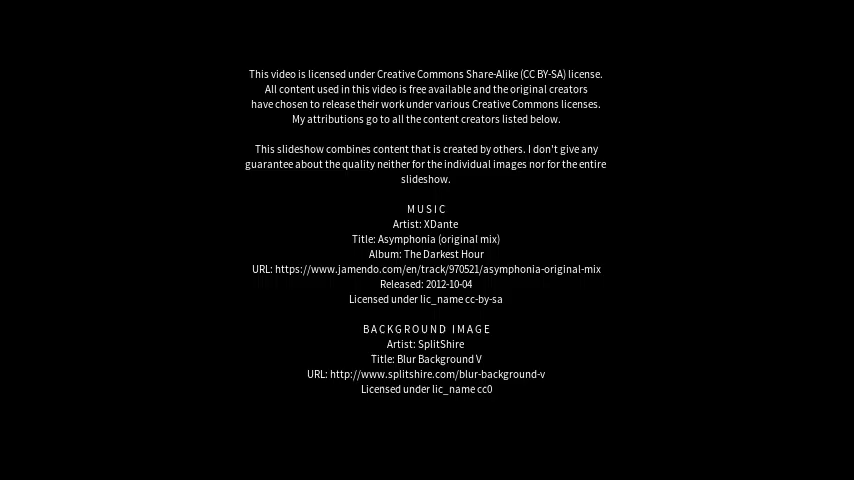 This video is licensed under Creative Commons Share-Alike (CC BY-SA) license.
All content used in this video is free available and the original creators
have chosen to release their work under various Creative Commons licenses.
My attributions go to all the content creators listed below.
This slideshow combines content that is created by others. I don't give any
guarantee about the quality neither for the individual images nor for the entire
slideshow.
MUSIC
Artist: XDante
Title: Asymphonia (original mix)
Album: The Darkest Hour
URL: https://www.jamendo.com/en/track/970521/asymphonia-original-mix
Released: 2012-10-04
Licensed under lic_name cc-by-sa
BACKGROUND IMAGE
Artist: SplitShire
Title: Blur Background V
URL: http://www.splitshire.com/blur-background-v
Licensed under lic_name cc0